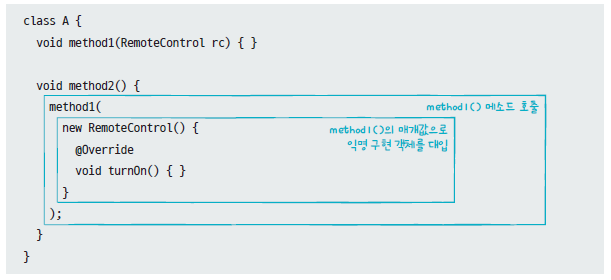 class A {
void method1(RemoteControl rc) { }
void method2() {
method1(
method1() 메소드 호출
new RemoteControl() {
method1()의 매개값으로
@Override
익명 구현 객체를 대입
void turnOn() { }
}
);
}
}